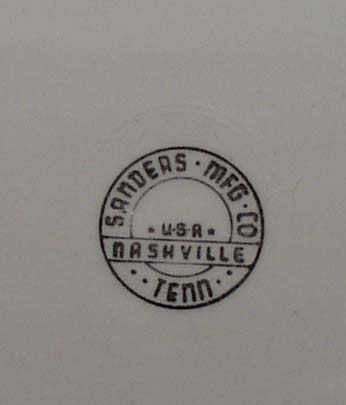 SANDERS · MFG · CO
• U·S·A •
NASHVILLE
·· TENN ··